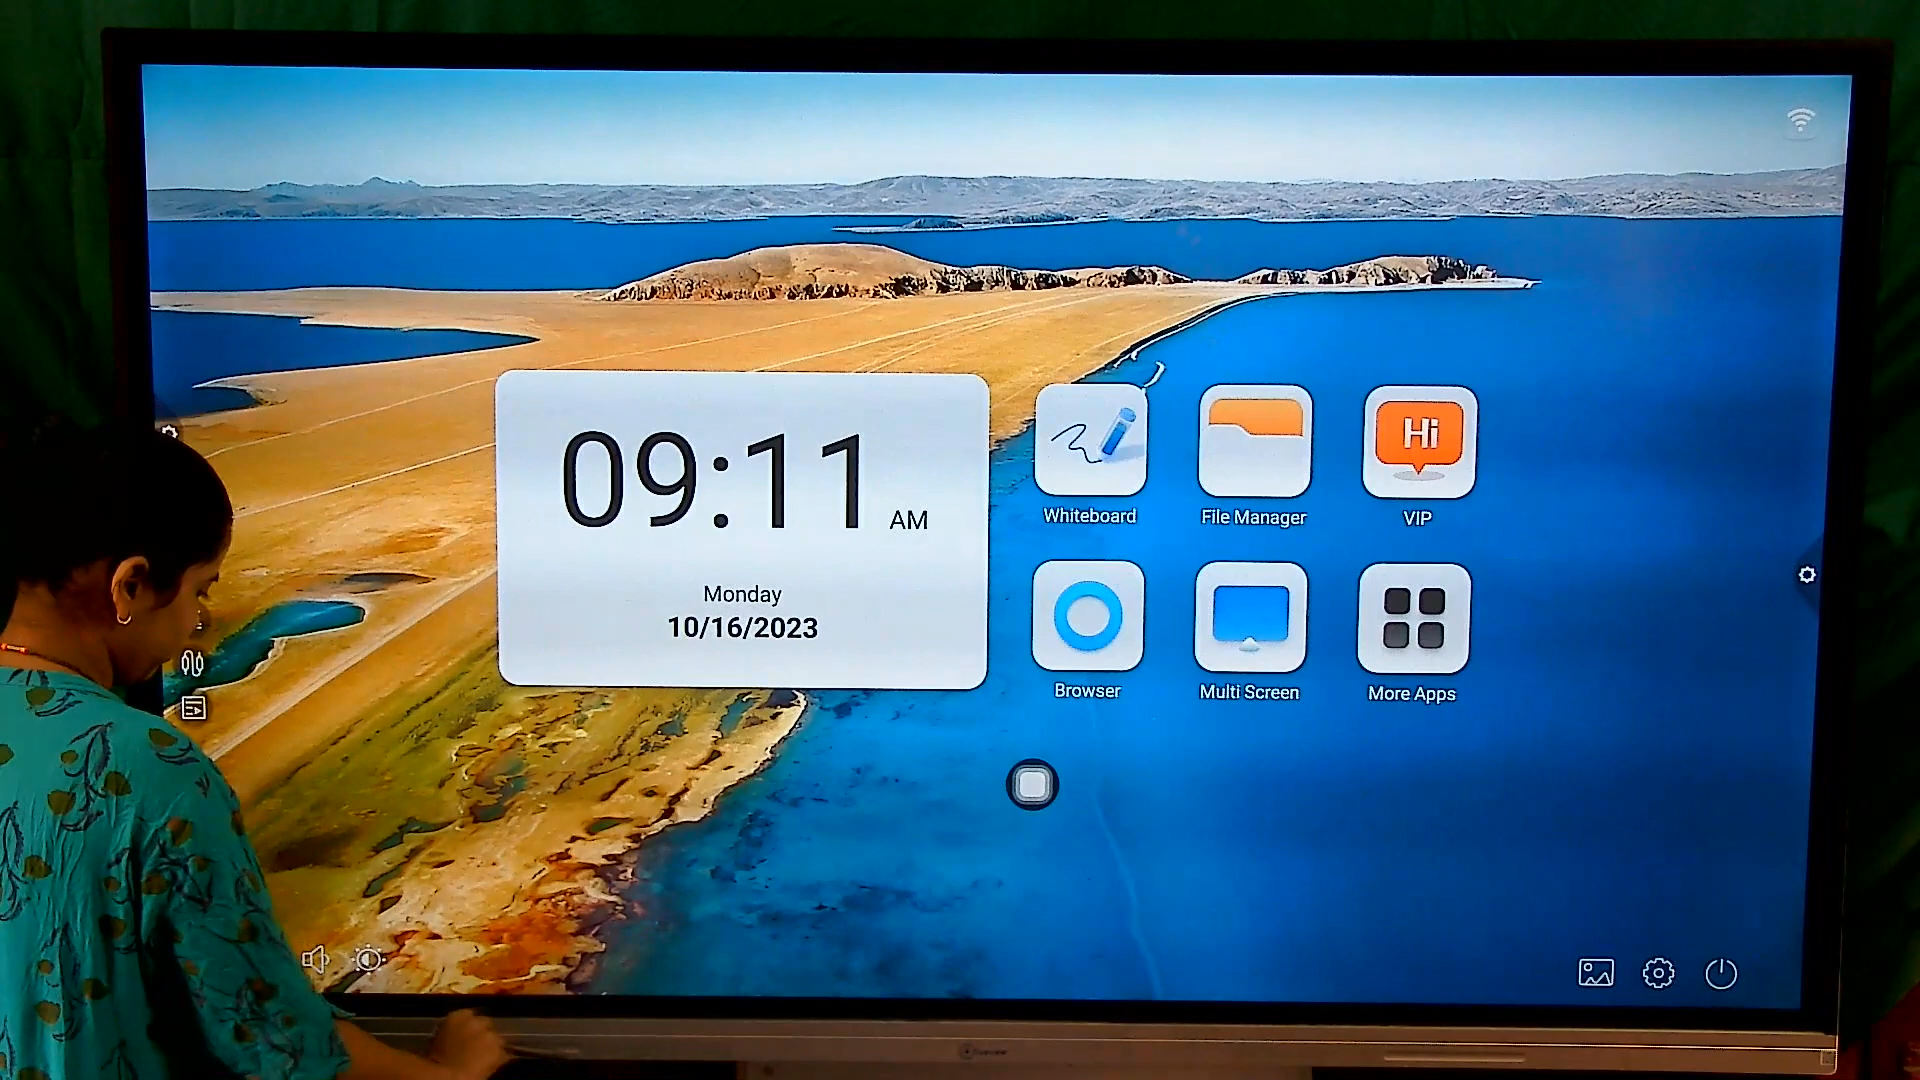 09:11 AM
Monday
10/16/2023
Whiteboard
File Manager
Hi
VIP
Browser
Multi Screen
More Apps